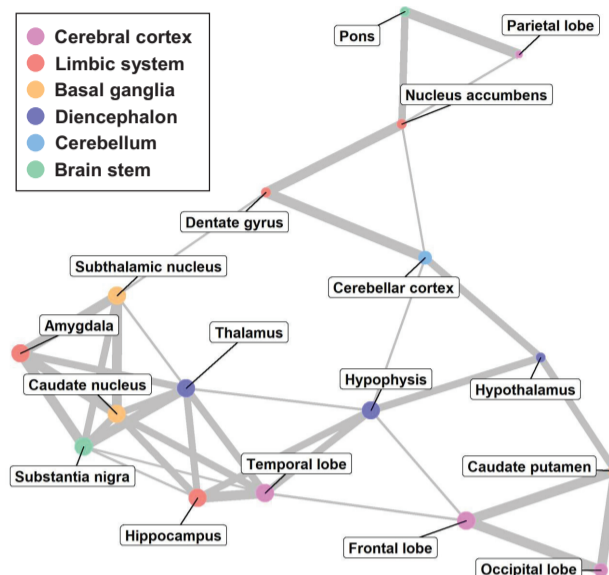 Cerebral cortex
Limbic system
Basal ganglia
Diencephalon
Cerebellum
Brain stem
Pons
Parietal lobe
Nucleus accumbens
Dentate gyrus
Subthalamic nucleus
Cerebellar cortex
Amygdala
Thalamus
Caudate nucleus
Hypophysis
Hypothalamus
Substantia nigra
Temporal lobe
Caudate putamen
Hippocampus
Frontal lobe
Occipital lobe